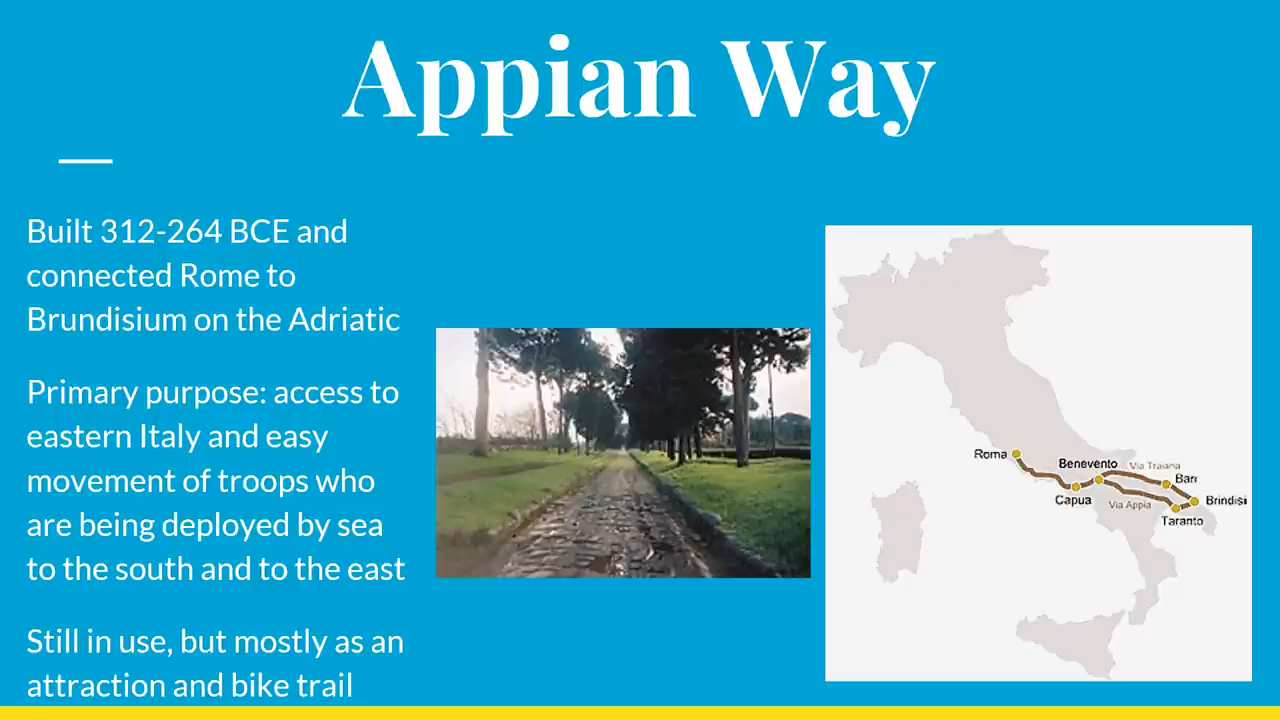 Appian Way
Built 312-264 BCE and
connected Rome to
Brundisium on the Adriatic
Primary purpose: access to
eastern Italy and easy
movement of troops who
are being deployed by sea
to the south and to the east
Still in use, but mostly as an
attraction and bike trail
Roma
Benevento
Via Traiana
Bari
Capua
Via Appia
Brindisi
Taranto